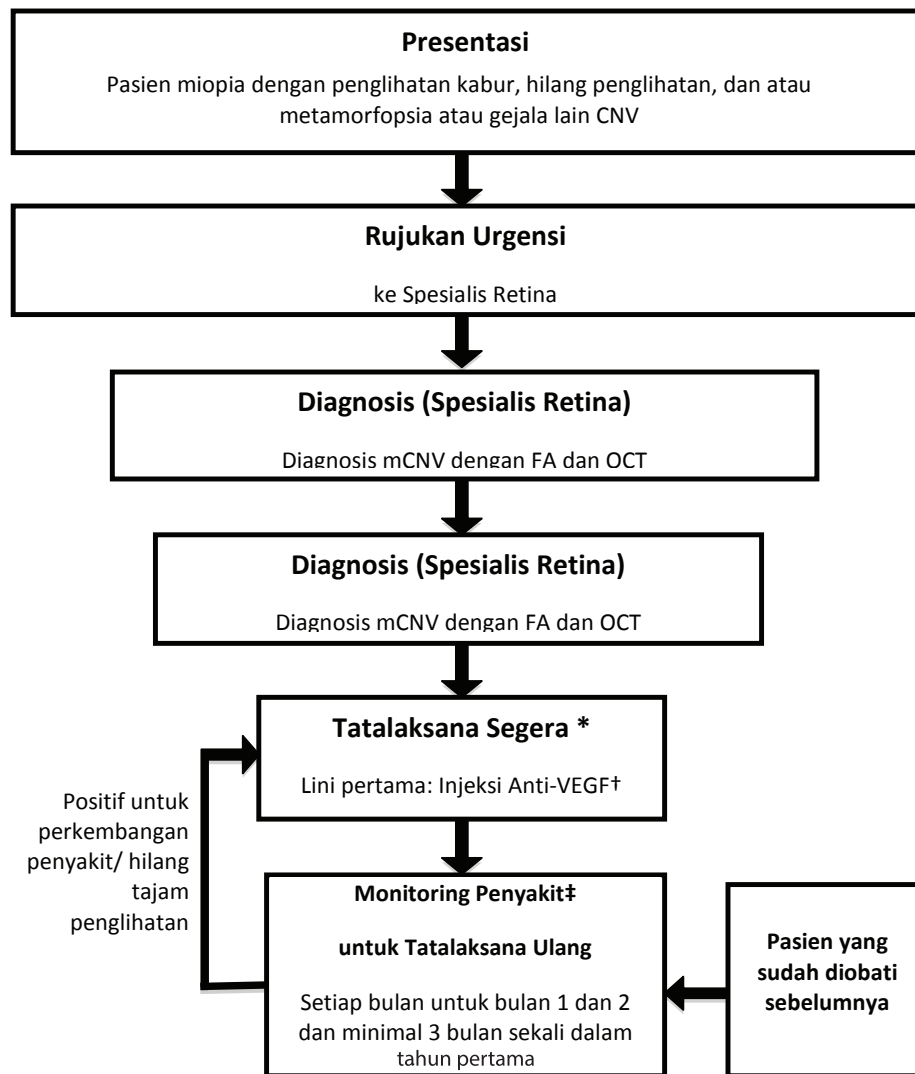 Presentasi
Pasien miopia dengan penglihatan kabur, hilang penglihatan, dan atau
metamorfopsia atau gejala lain CNV
Rujukan Urgensi
ke Spesialis Retina
Diagnosis (Spesialis Retina)
Diagnosis mCNV dengan FA dan OCT
Diagnosis (Spesialis Retina)
Diagnosis mCNV dengan FA dan OCT
Tatalaksana Segera *
Lini pertama: Injeksi Anti-VEGF†
Positif untuk
perkembangan
penyakit/ hilang
tajam
penglihatan
Monitoring Penyakit‡
untuk Tatalaksana Ulang
Setiap bulan untuk bulan 1 dan 2
dan minimal 3 bulan sekali dalam
tahun pertama
Pasien yang
sudah diobati
sebelumnya